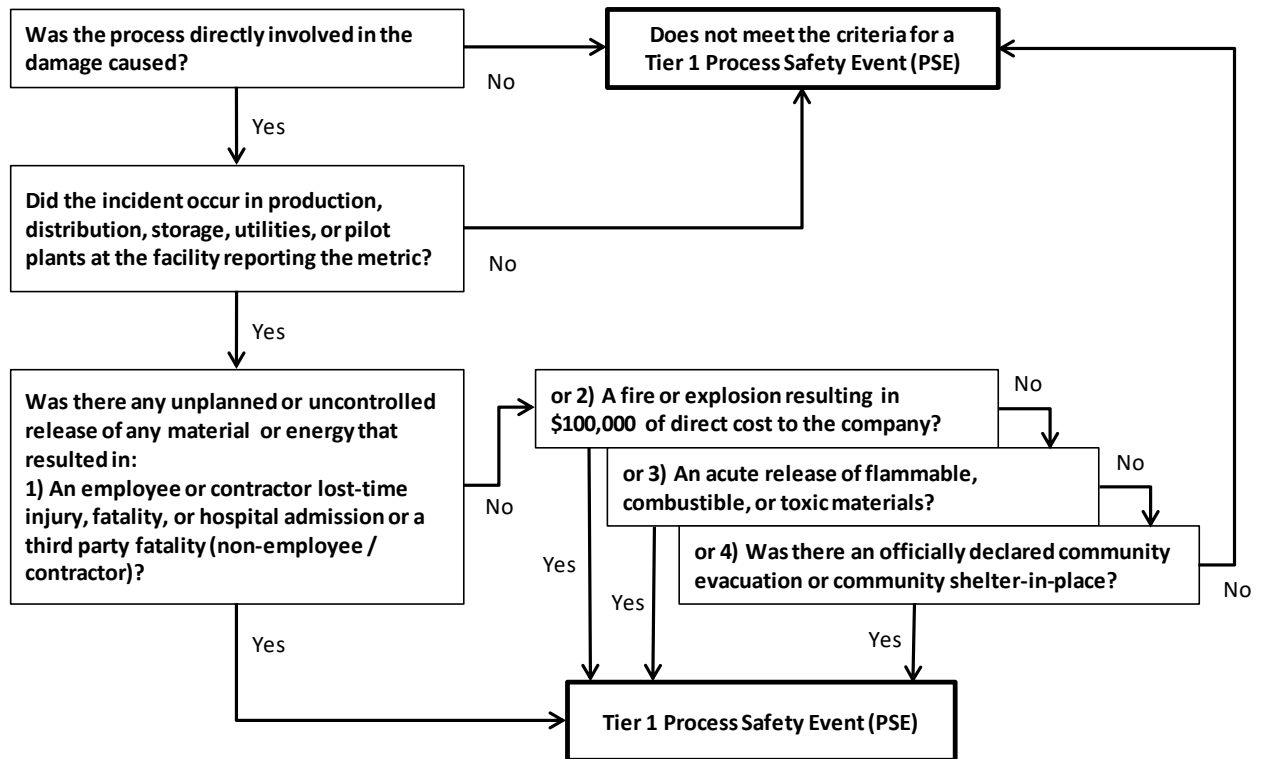 Was the process directly involved in the
damage caused?
No
Does not meet the criteria for a
Tier 1 Process Safety Event (PSE)
Yes
Did the incident occur in production,
distribution, storage, utilities, or pilot
plants at the facility reporting the metric?
No
Yes
Was there any unplanned or uncontrolled
release of any material or energy that
resulted in:
1) An employee or contractor lost-time
injury, fatality, or hospital admission or a
third party fatality (non-employee /
contractor)?
No
or 2) A fire or explosion resulting in
$100,000 of direct cost to the company?
No
or 3) An acute release of flammable,
combustible, or toxic materials?
No
or 4) Was there an officially declared community
evacuation or community shelter-in-place?
No
Yes
Yes
Yes
Yes
Tier 1 Process Safety Event (PSE)